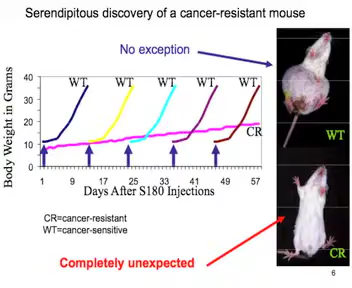 Serendipitous discovery of a cancer-resistant mouse
No exception
WT WT WT WT WT
40
30
20
10
0
Body Weight in Grams
CR
1 9 17 25 33 41 49 57
Days After S180 Injections
CR=cancer-resistant
WT=cancer-sensitive
Completely unexpected
WT
CR
6